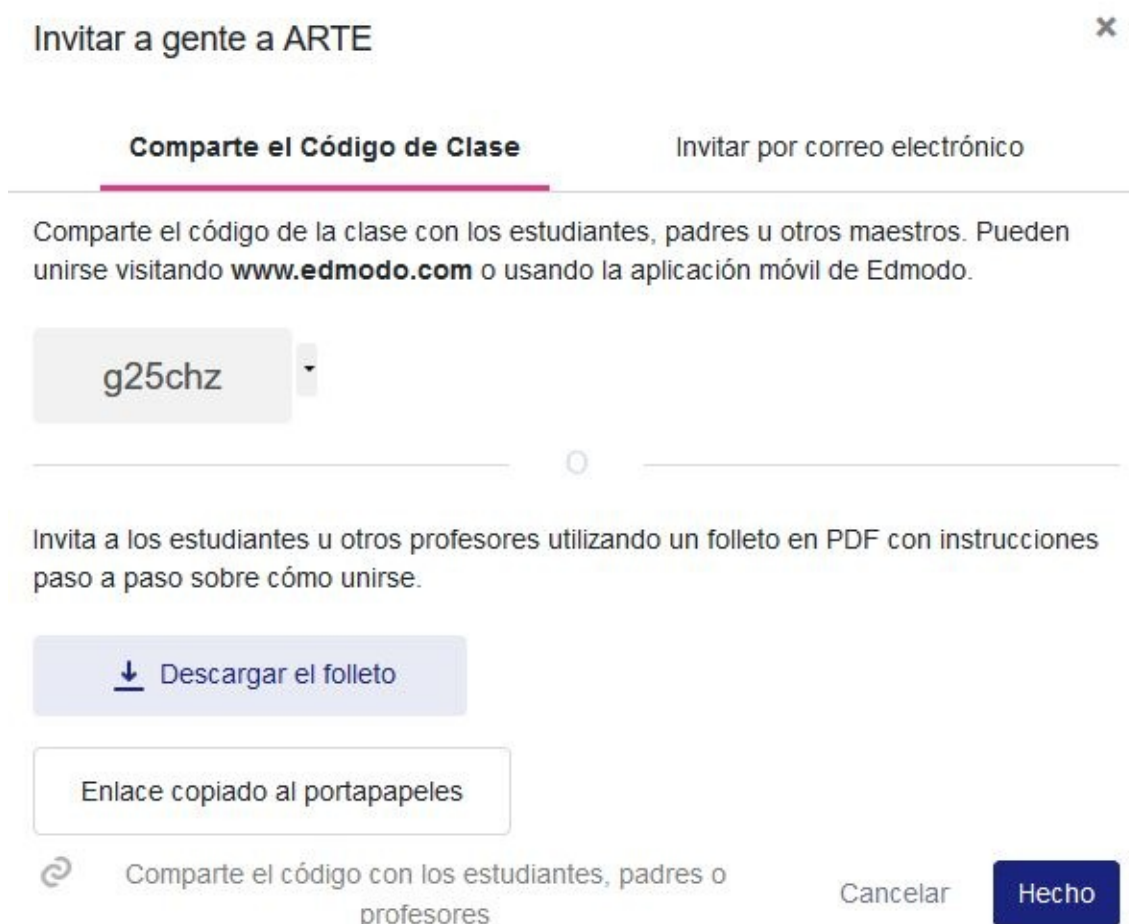 Invitar a gente a ARTE
×
Comparte el Código de Clase
Invitar por correo electrónico
Comparte el código de la clase con los estudiantes, padres u otros maestros. Pueden
unirse visitando www.edmodo.com o usando la aplicación móvil de Edmodo.
g25chz
O
Invita a los estudiantes u otros profesores utilizando un folleto en PDF con instrucciones
paso a paso sobre cómo unirse.
Descargar el folleto
Enlace copiado al portapapeles
Comparte el código con los estudiantes, padres o
profesores
Cancelar
Hecho